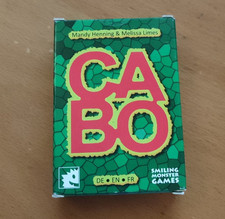 Mandy Henning & Melissa Limes
CA
BO
DE • EN • FR
SMILING
MONSTER
GAMES